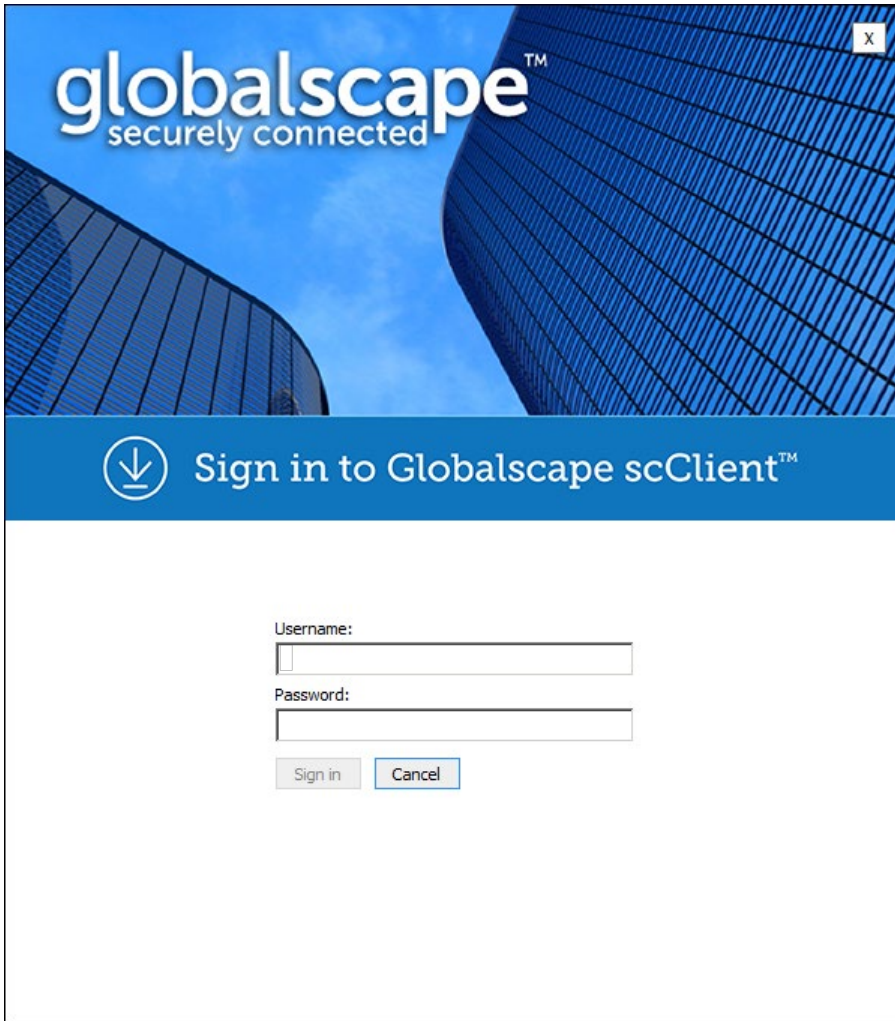 X
globalscape™
securely connected
Sign in to Globalscape scClient™
Username:
Password:
Sign in Cancel